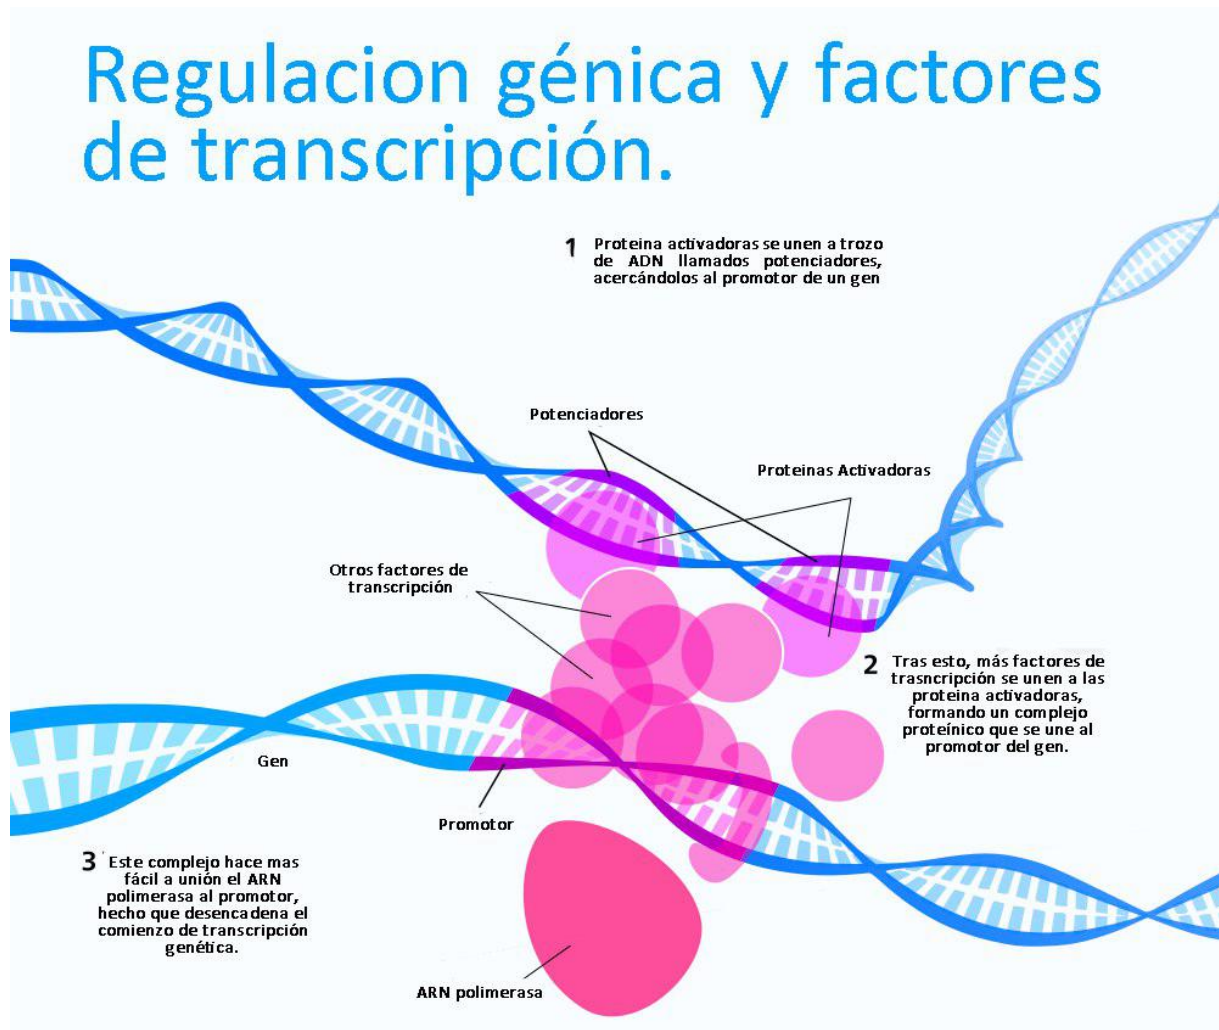 Regulacion génica y factores
de transcripción.
1 Proteina activadoras se unen a trozo
de ADN llamados potenciadores,
acercándolos al promotor de un gen
Potenciadores
Proteinas Activadoras
Otros factores de
transcripción
2 Tras esto, más factores de
trasncripción se unen a las
proteina activadoras,
formando un complejo
proteínico que se une al
promotor del gen.
Gen
Promotor
3 Este complejo hace mas
fácil a unión el ARN
polimerasa al promotor,
hecho que desencadena el
comienzo de transcripción
genética.
ARN polimerasa